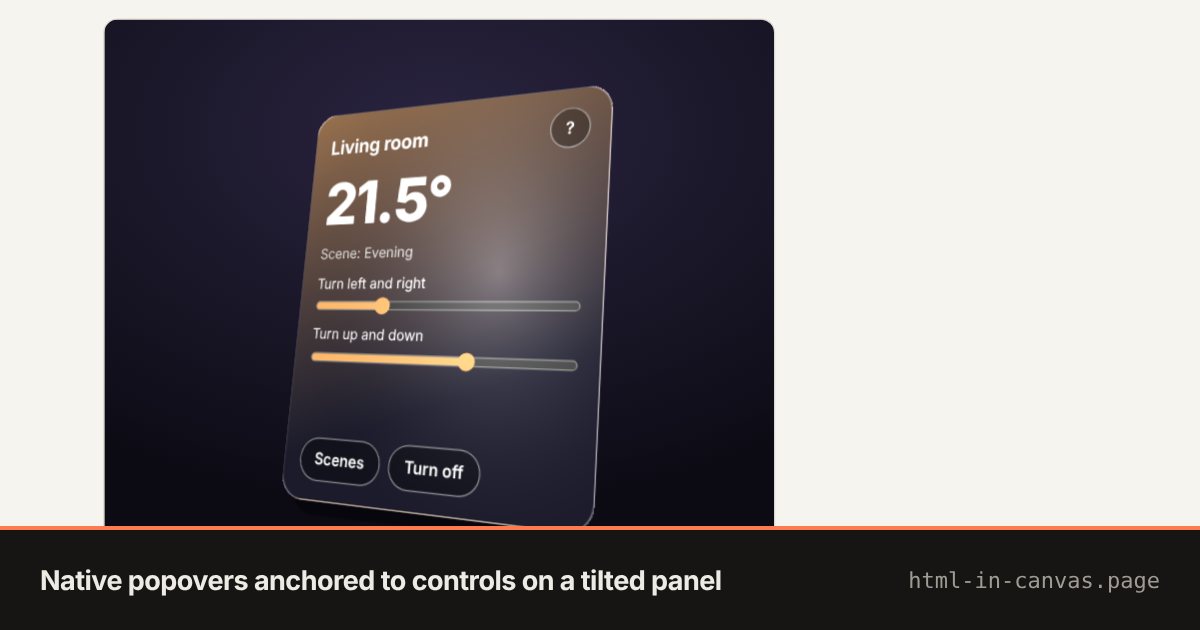 Living room
?
21.5°
Scene: Evening
Turn left and right
Turn up and down
Scenes
Turn off
Native popovers anchored to controls on a tilted panel
html-in-canvas.page